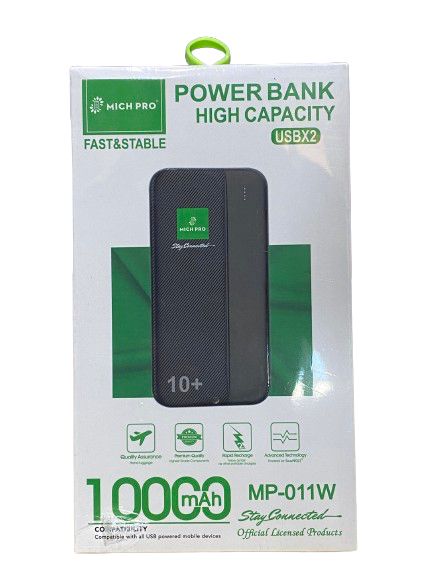 MICH PRO
FAST&STABLE
POWER BANK
HIGH CAPACITY
USBX2
MICH PRO
Stay Connected
10+
Quality Assurance
Premium Quality
Rapid Recharge
Advanced Technology
PREMIUM
10000mAh
MP-011W
COMPATIBILITY
Compatible with all USB powered mobile devices
Stay Connected
Official Licensed Products